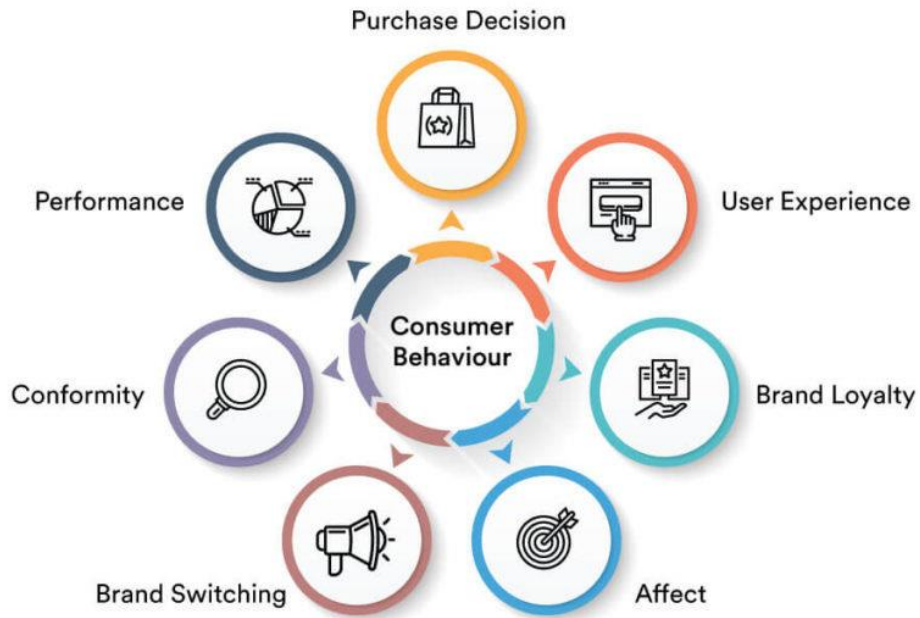 Purchase Decision
Performance
User Experience
Consumer
Behaviour
Conformity
Brand Loyalty
Brand Switching
Affect